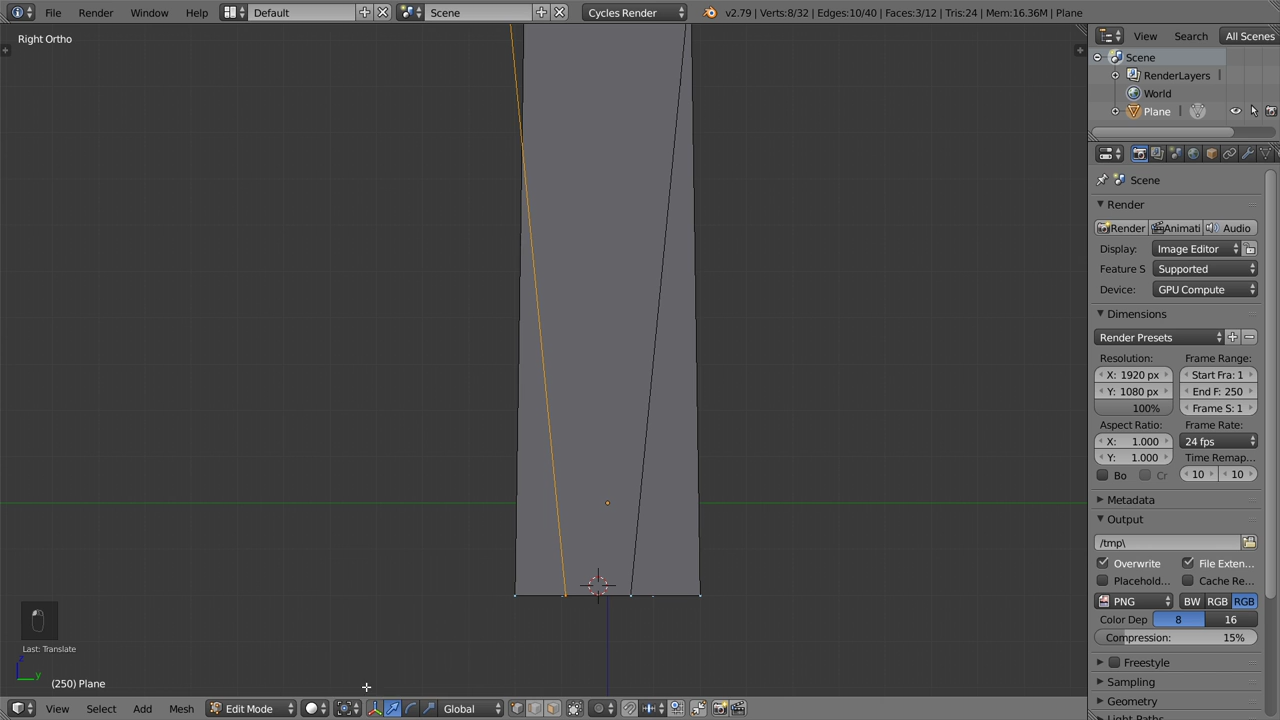 File Render Window Help Default Scene Cycles Render v2.79 | Verts:8/32 | Edges:10/40 | Faces:3/12 | Tris:24 | Mem:16.36M | Plane
Right Ortho
View Search All Scenes
Scene
RenderLayers
World
Plane
Scene
Render
Render Animati Audio
Display: Image Editor
Feature S Supported
Device: GPU Compute
Dimensions
Render Presets
Resolution: Frame Range:
X: 1920 px Start Fra: 1
Y: 1080 px End F: 250
100% Frame S: 1
Aspect Ratio: Frame Rate:
X: 1.000 24 fps
Y: 1.000 Time Remap...
Bo Cr 10 10
Metadata
Output
/tmp\
Overwrite File Exten...
Placehold... Cache Re...
PNG BW RGB RGB
Color Dep 8 16
Compression: 15%
Freestyle
Sampling
Geometry
Light Paths
Last: Translate
z
y
(250) Plane
View Select Add Mesh Edit Mode Global